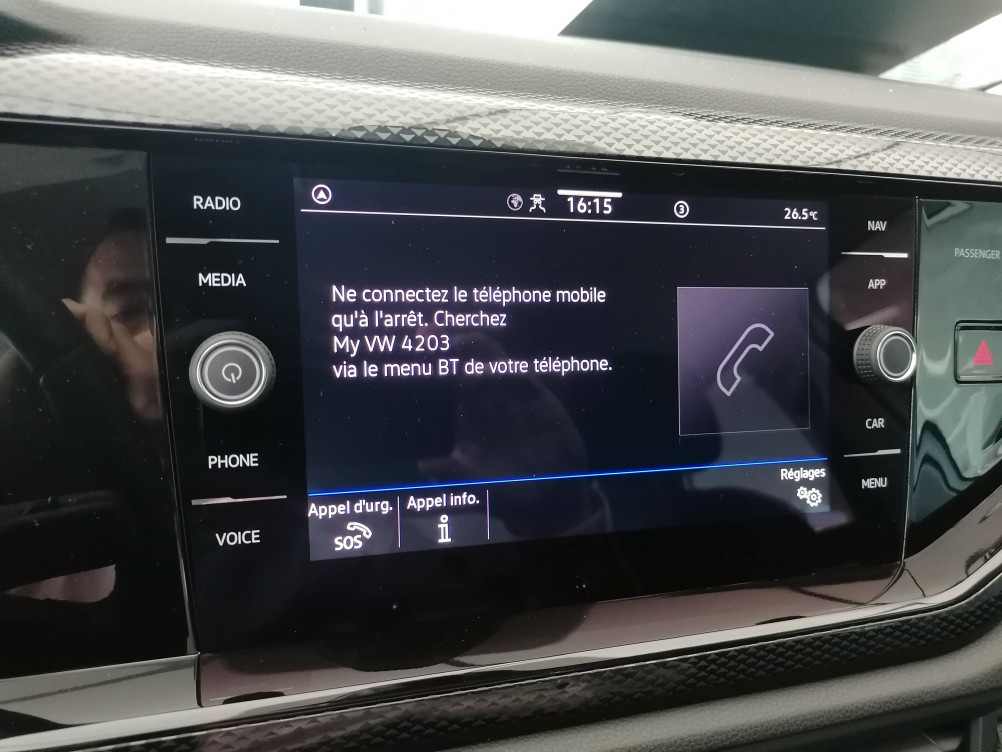 RADIO
MEDIA
PHONE
VOICE
16:15
3
26.5°C
Ne connectez le téléphone mobile
qu'à l'arrêt. Cherchez
My VW 4203
via le menu BT de votre téléphone.
Réglages
Appel d'urg.
SOS
Appel info.
i
NAV
APP
CAR
MENU
PASSENGER